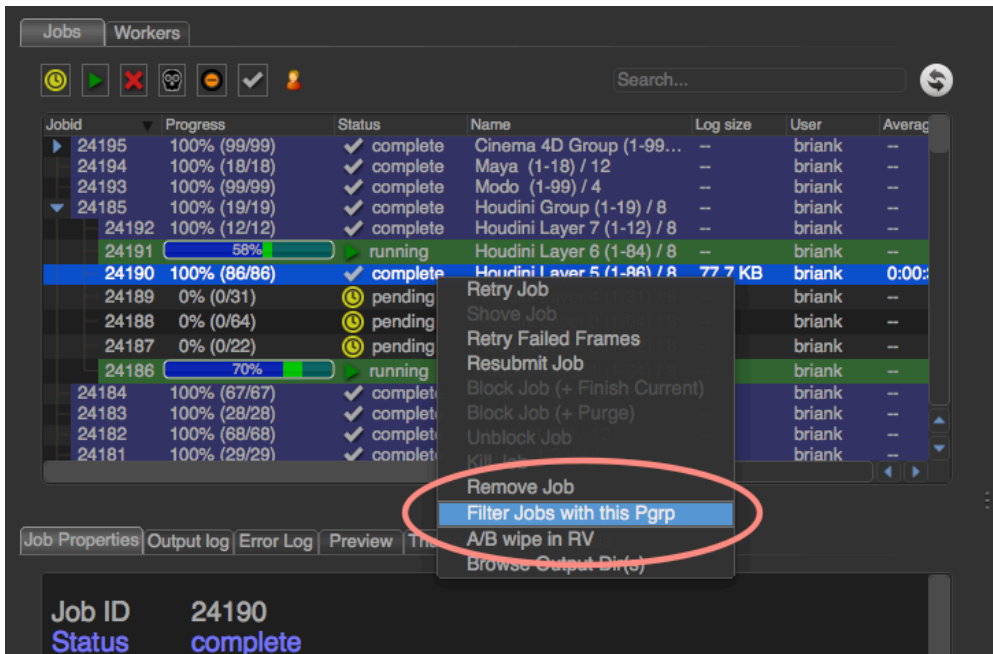 Jobs Workers
Search...
Jobid Progress Status Name Log size User Averag
24195 100% (99/99) complete Cinema 4D Group (1-99... -- briank --
24194 100% (18/18) complete Maya (1-18) / 12 -- briank --
24193 100% (99/99) complete Modo (1-99) / 4 -- briank --
24185 100% (19/19) complete Houdini Group (1-19) / 8 -- briank --
24192 100% (12/12) complete Houdini Layer 7 (1-12) / 8 -- briank --
24191 58% running Houdini Layer 6 (1-84) / 8 -- briank --
24190 100% (86/86) complete Houdini Layer 5 (1-86) / 8 77.7 KB briank 0:00:
24189 0% (0/31) pending briank --
24188 0% (0/64) pending briank --
24187 0% (0/22) pending briank --
24186 70% running briank --
24184 100% (67/67) complet briank --
24183 100% (28/28) complet briank --
24182 100% (68/68) complet briank --
24181 100% (29/29) complet briank --
Retry Job
Shove Job
Retry Failed Frames
Resubmit Job
Block Job (+ Finish Current)
Block Job (+ Purge)
Unblock Job
Kill Job
Remove Job
Filter Jobs with this Pgrp
A/B wipe in RV
Browse Output Dir(s)
Job Properties Output log Error Log Preview
Job ID 24190
Status complete